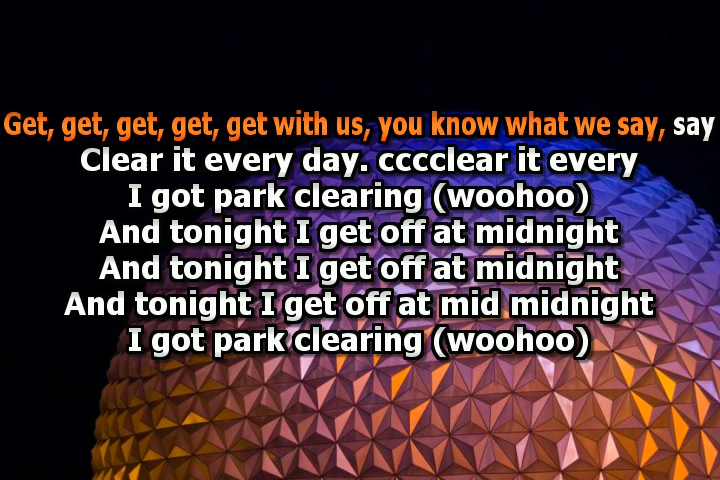 Get, get, get, get, get with us, you know what we say, say
Clear it every day. cccclear it every
I got park clearing (woohoo)
And tonight I get off at midnight
And tonight I get off at midnight
And tonight I get off at mid midnight
I got park clearing (woohoo)